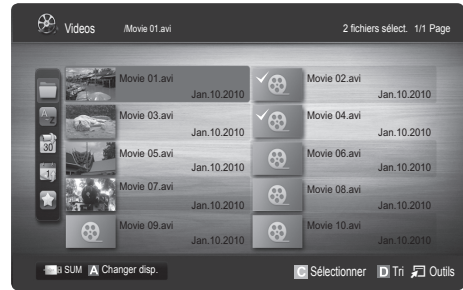 Videos /Movie 01.avi 2 fichiers sélect. 1/1 Page
Movie 01.avi Movie 02.avi
Jan.10.2010 Jan.10.2010
Movie 03.avi Movie 04.avi
Jan.10.2010 Jan.10.2010
Movie 05.avi Movie 06.avi
Jan.10.2010 Jan.10.2010
Movie 07.avi Movie 08.avi
Jan.10.2010 Jan.10.2010
Movie 09.avi Movie 10.avi
Jan.10.2010 Jan.10.2010
30
1
SUM A Changer disp. C Sélectionner D Tri Outils